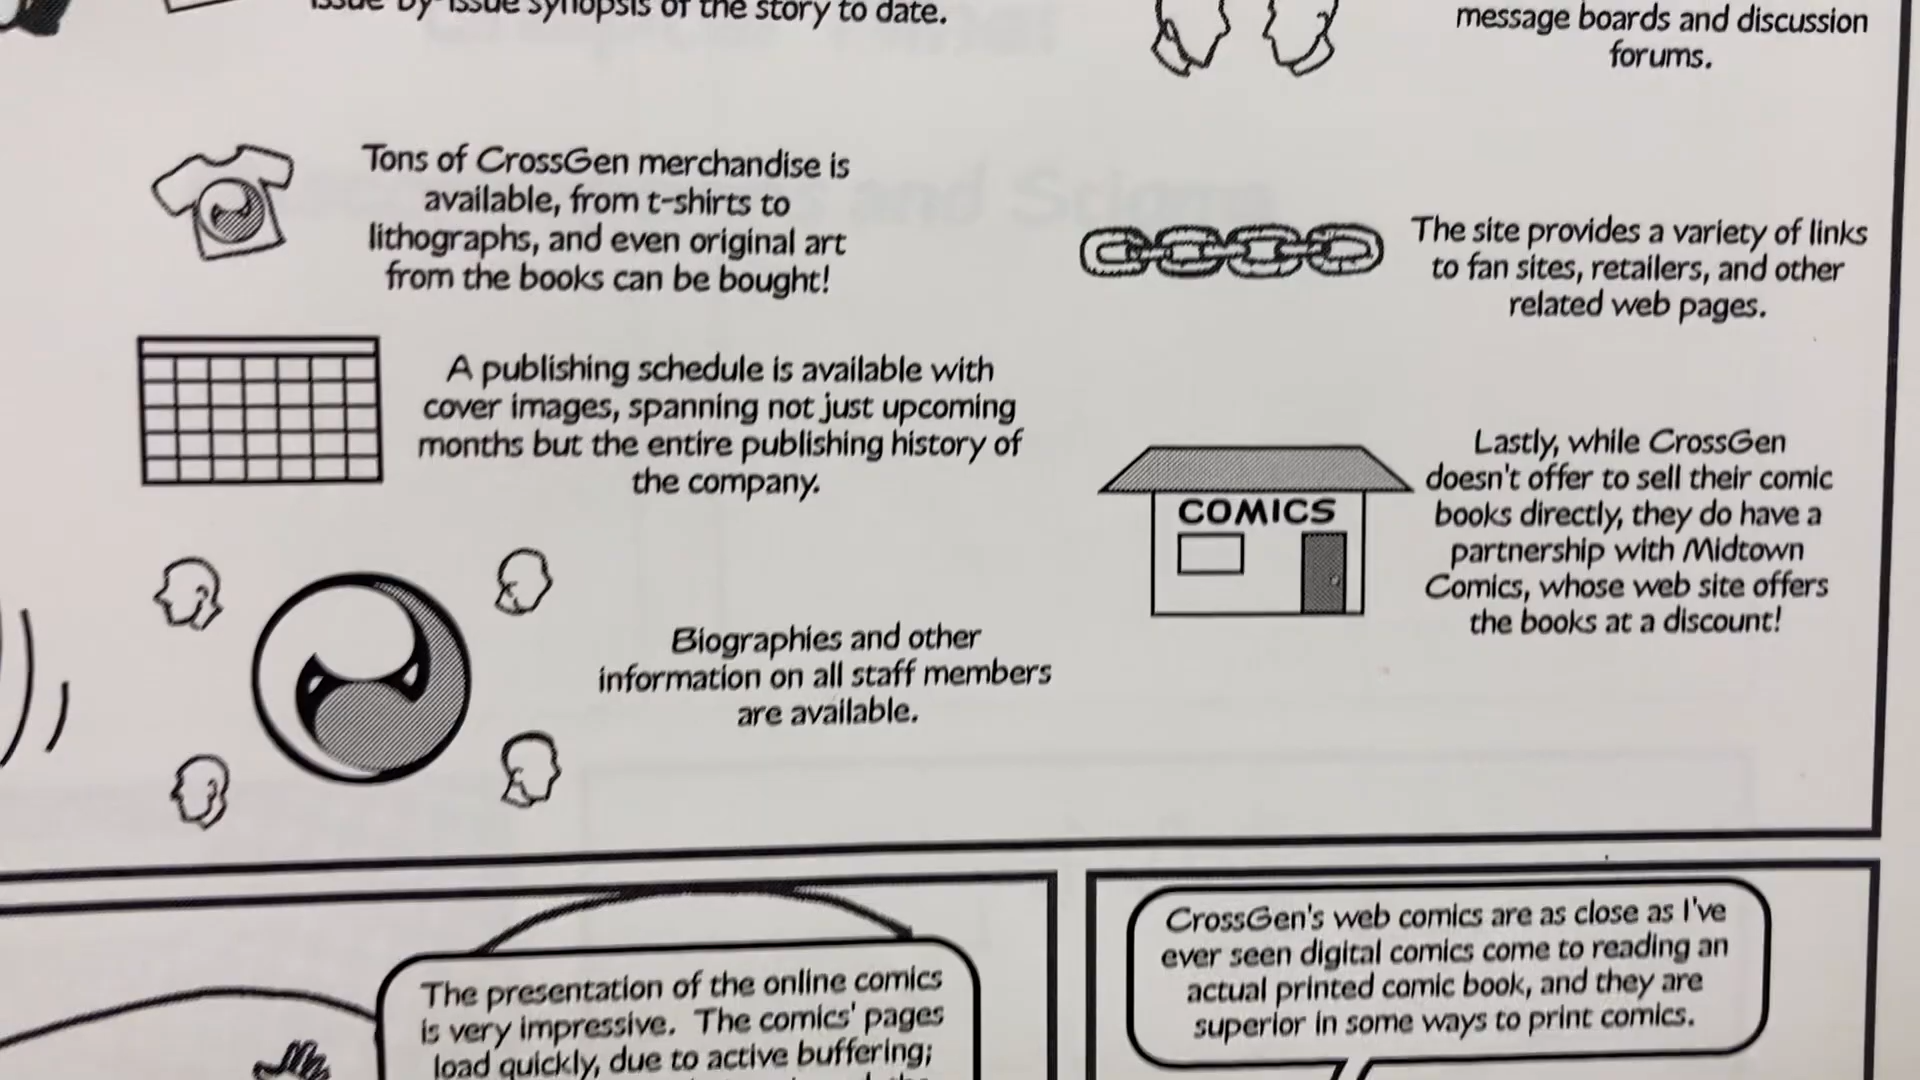 issue-by-issue synopsis of the story to date.
message boards and discussion
forums.
Tons of CrossGen merchandise is
available, from t-shirts to
lithographs, and even original art
from the books can be bought!
The site provides a variety of links
to fan sites, retailers, and other
related web pages.
A publishing schedule is available with
cover images, spanning not just upcoming
months but the entire publishing history of
the company.
COMICS
Lastly, while CrossGen
doesn't offer to sell their comic
books directly, they do have a
partnership with Midtown
Comics, whose web site offers
the books at a discount!
Biographies and other
information on all staff members
are available.
The presentation of the online comics
is very impressive. The comics' pages
load quickly, due to active buffering;
CrossGen's web comics are as close as I've
ever seen digital comics come to reading an
actual printed comic book, and they are
superior in some ways to print comics.